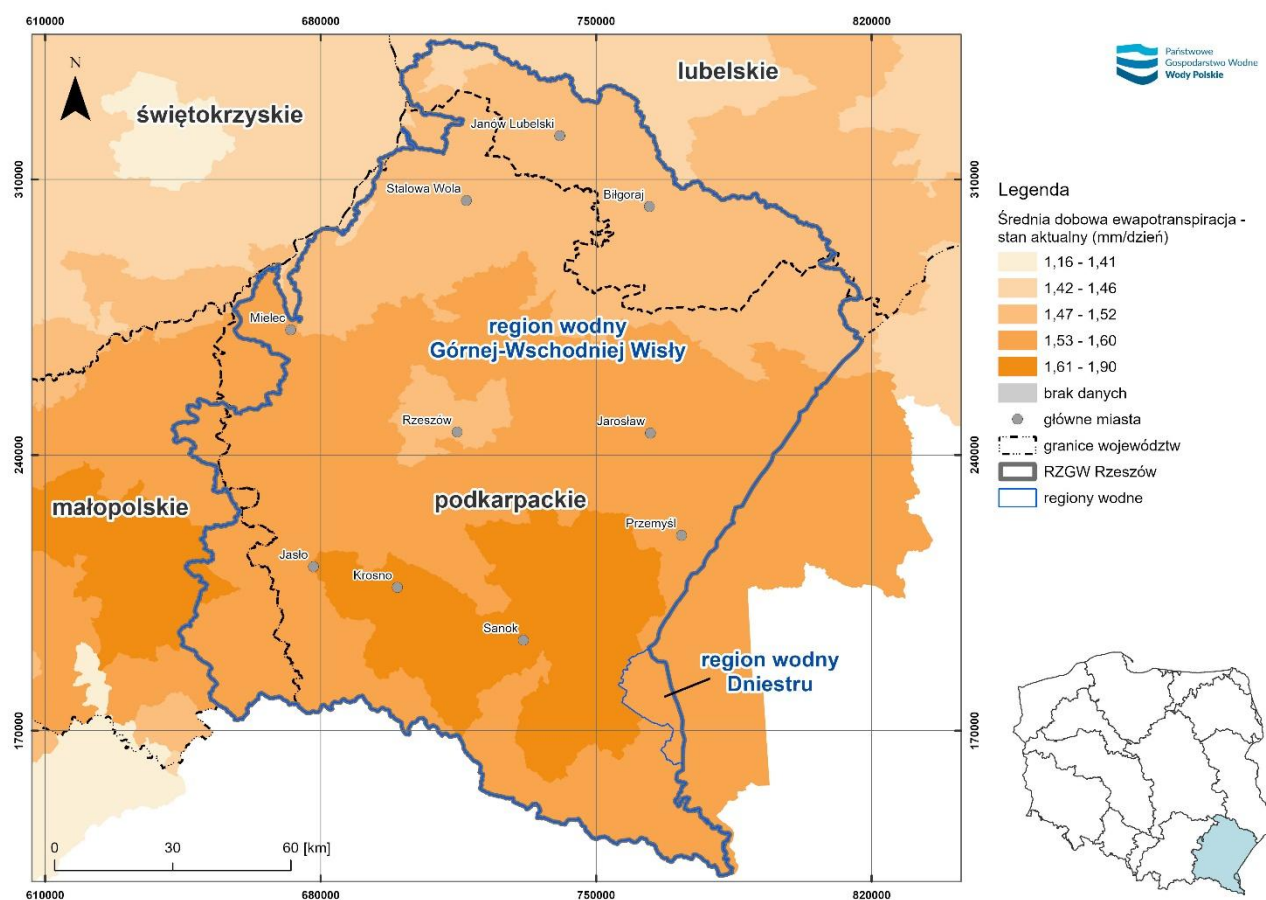 610000
680000
750000
820000
N
lubelskie
świętokrzyskie
Janów Lubelski
310000
310000
Stalowa Wola
Biłgoraj
Mielec
region wodny
Górnej-Wschodniej Wisły
Rzeszów
Jarosław
240000
240000
małopolskie
podkarpackie
Przemyśl
Jasło
Krosno
Sanok
region wodny
Dniestru
170000
170000
0
30
60 [km]
610000
680000
750000
820000
Państwowe
Gospodarstwo Wodne
Wody Polskie
Legenda
Średnia dobowa ewapotranspiracja -
stan aktualny (mm/dzień)
1,16 - 1,41
1,42 - 1,46
1,47 - 1,52
1,53 - 1,60
1,61 - 1,90
brak danych
główne miasta
granice województw
RZGW Rzeszów
regiony wodne